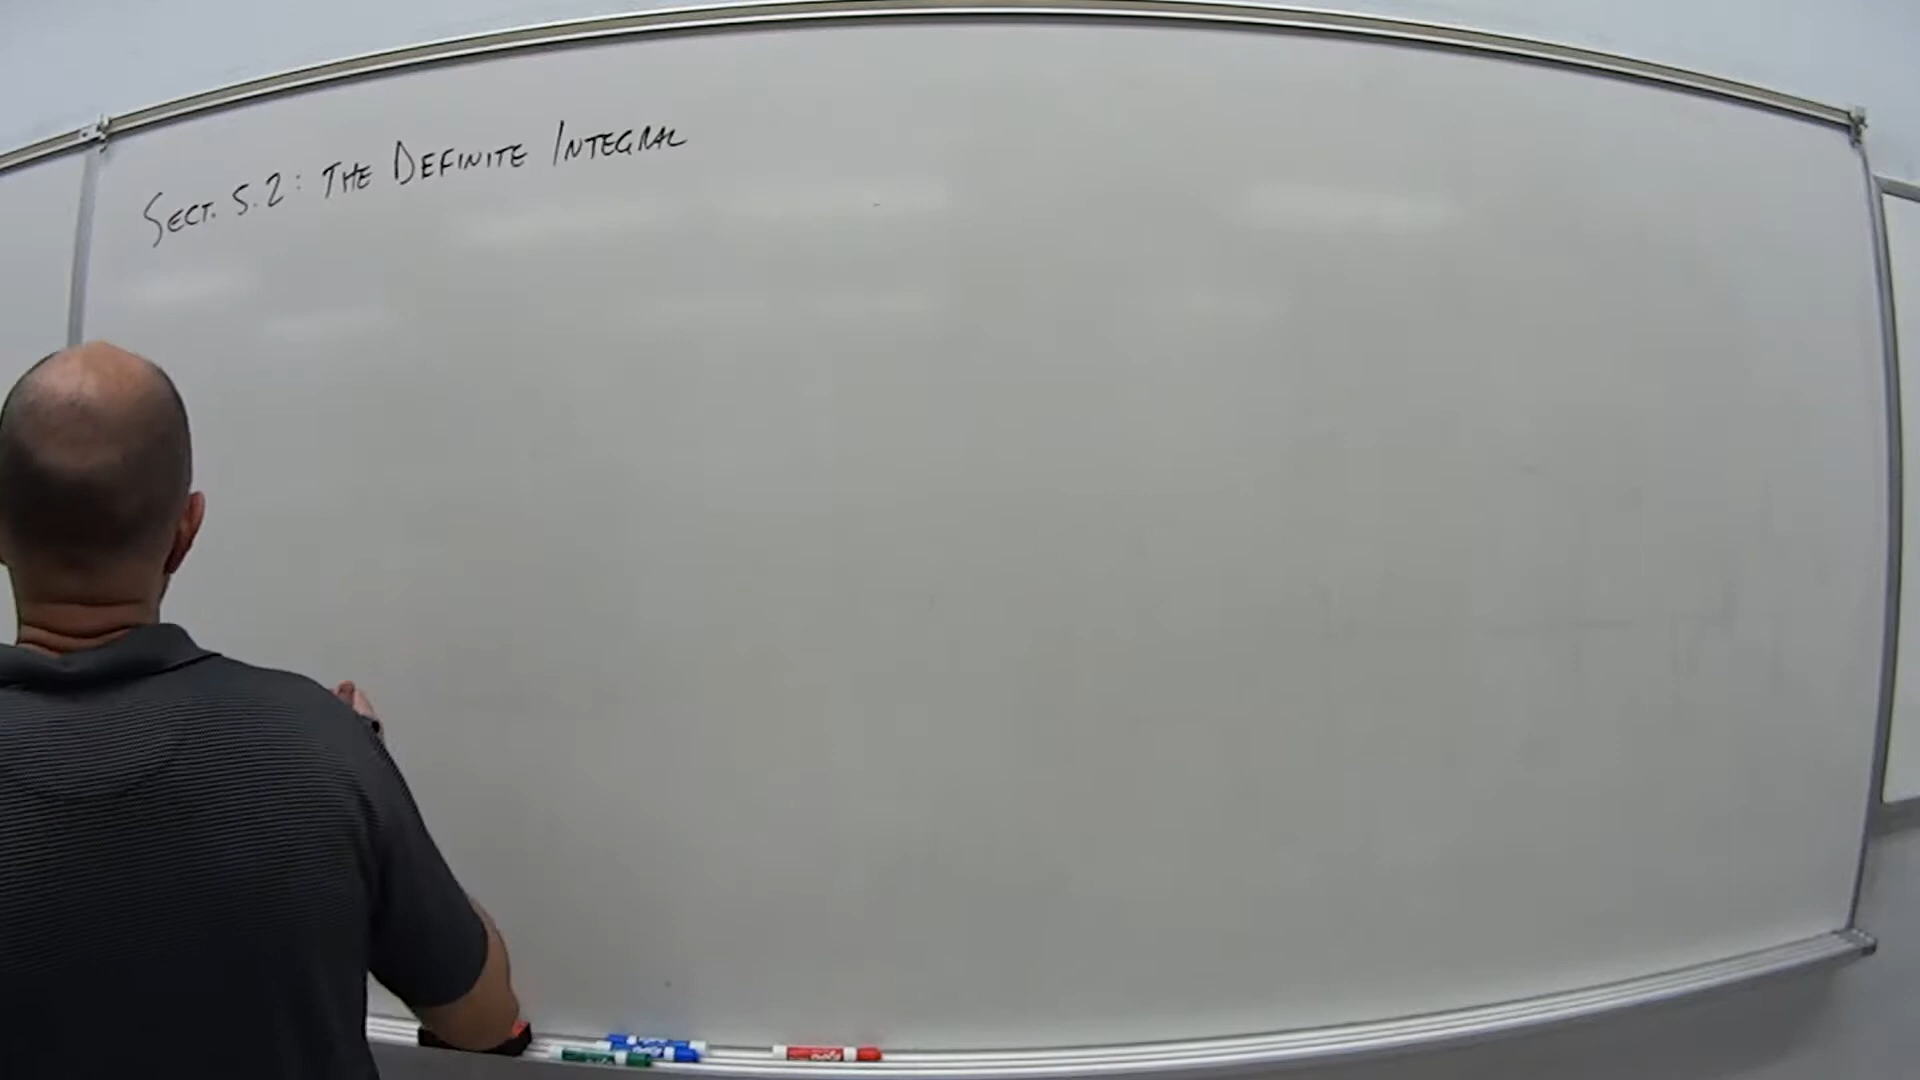 SECT. 5.2: THE DEFINITE INTEGRAL